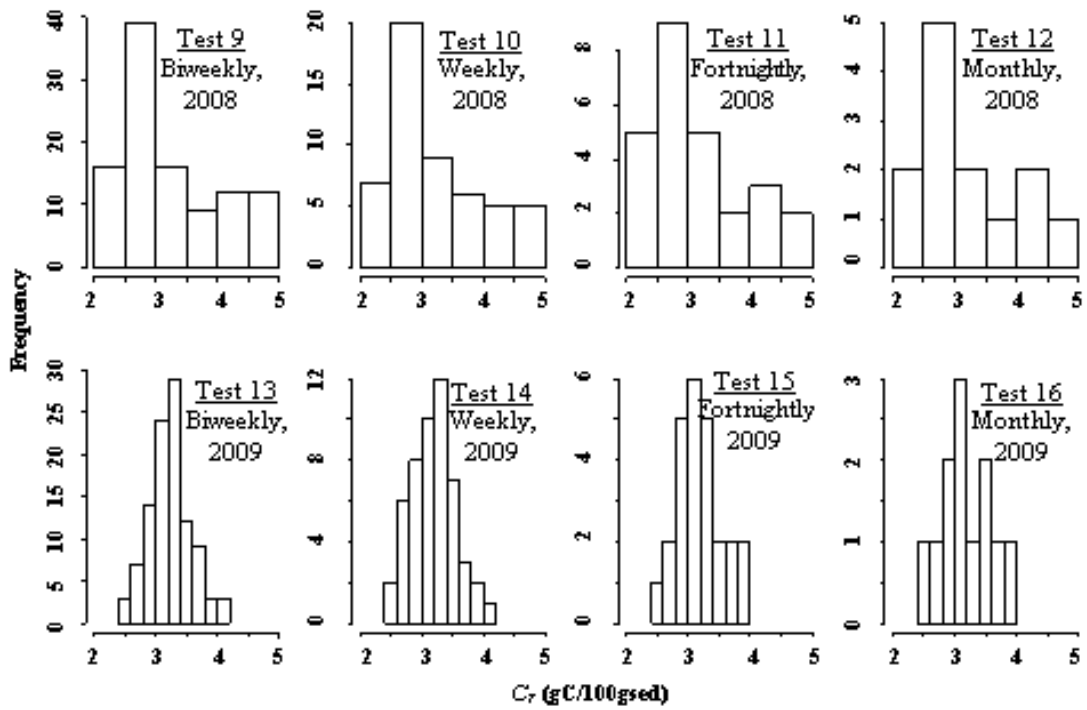 Frequency
40
30
20
10
0
Test 9
Biweekly,
2008
2 3 4 5
20
15
10
5
0
Test 10
Weekly,
2008
2 3 4 5
8
6
4
2
0
Test 11
Fortnightly,
2008
2 3 4 5
5
4
3
2
1
0
Test 12
Monthly,
2008
2 3 4 5
30
25
20
15
10
5
0
Test 13
Biweekly,
2009
2 3 4 5
12
8
4
0
Test 14
Weekly,
2009
2 3 4 5
6
4
2
0
Test 15
Fortnightly
2009
2 3 4 5
3
2
1
0
Test 16
Monthly,
2009
2 3 4 5
(gC/100gsed)